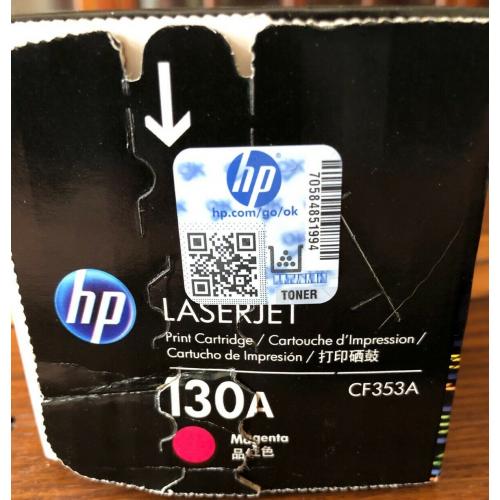 hp
hp.com/go/ok
70584851994
TONER
hp
LASERJET
Print Cartridge / Cartouche d'Impression /
Cartucho de Impresión / 打印硒鼓
130A
CF353A
Magenta
品红色